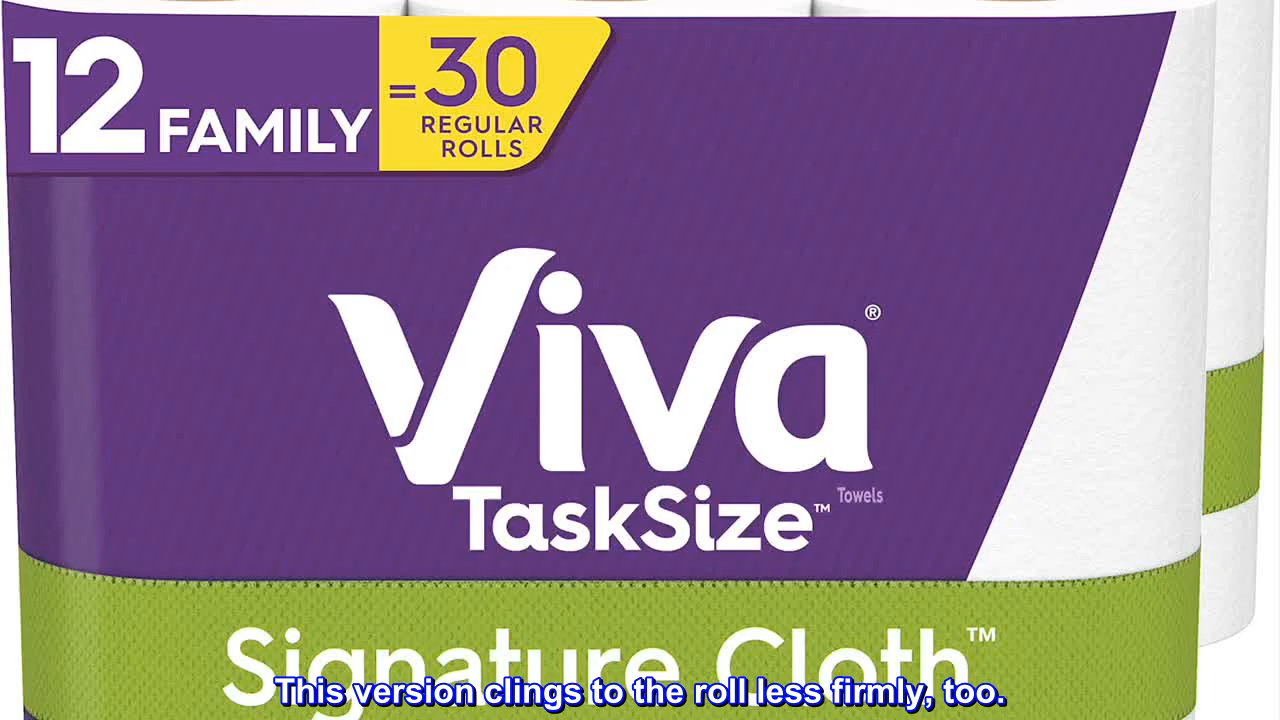 12 FAMILY
=30
REGULAR
ROLLS
Viva®
TaskSize™ Towels
Signature Cloth™
This version clings to the roll less firmly, too.